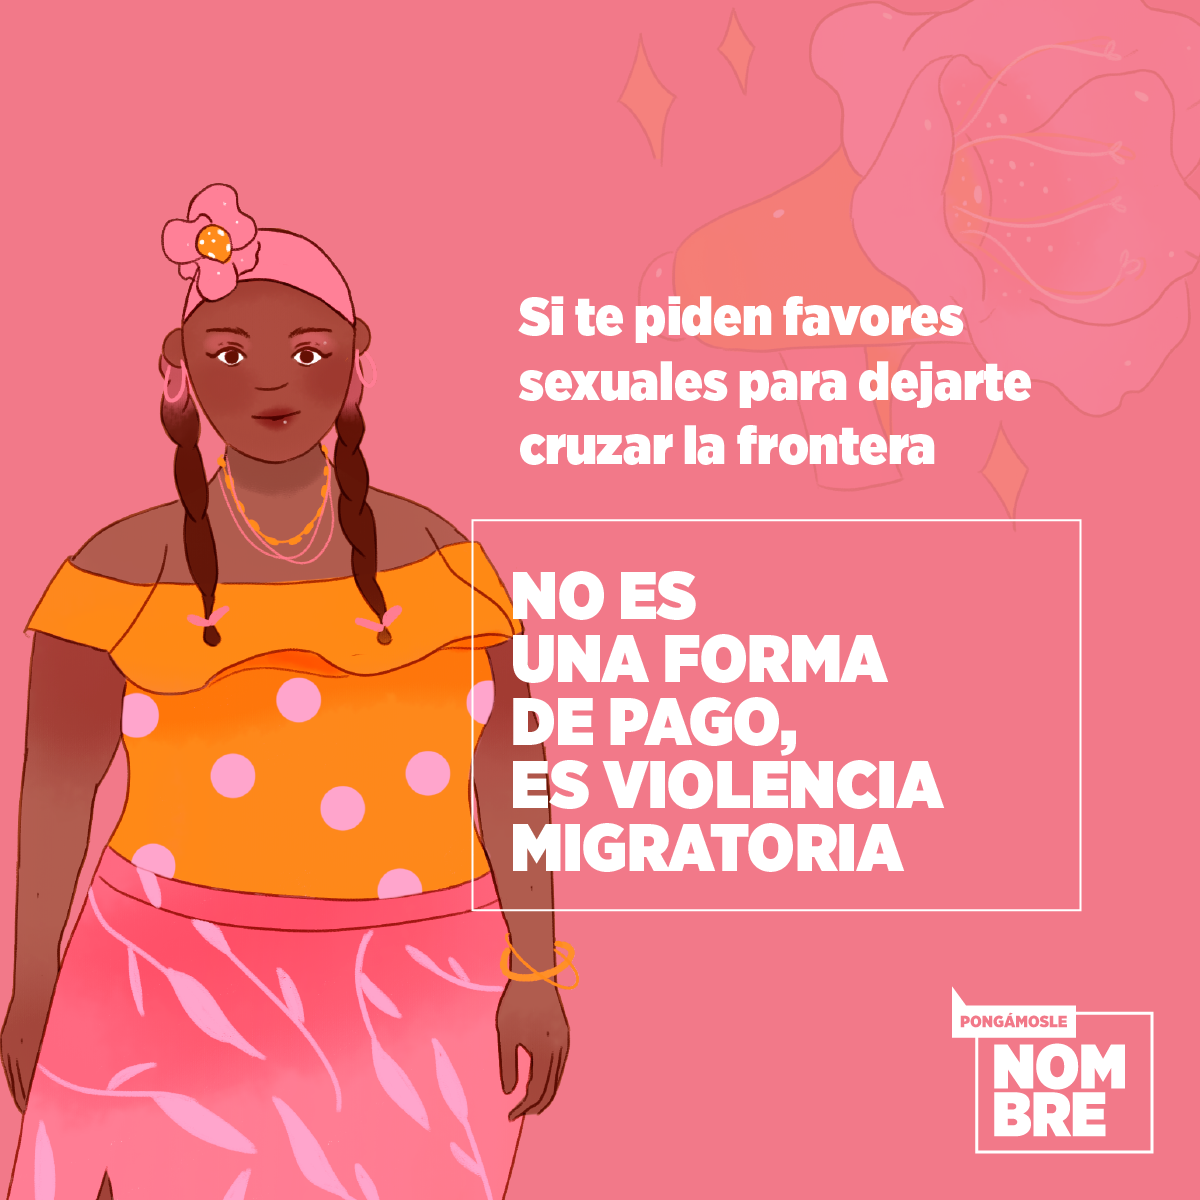 Si te piden favores
sexuales para dejarte
cruzar la frontera
NO ES
UNA FORMA
DE PAGO,
ES VIOLENCIA
MIGRATORIA
PONGÁMOSLE
NOM
BRE